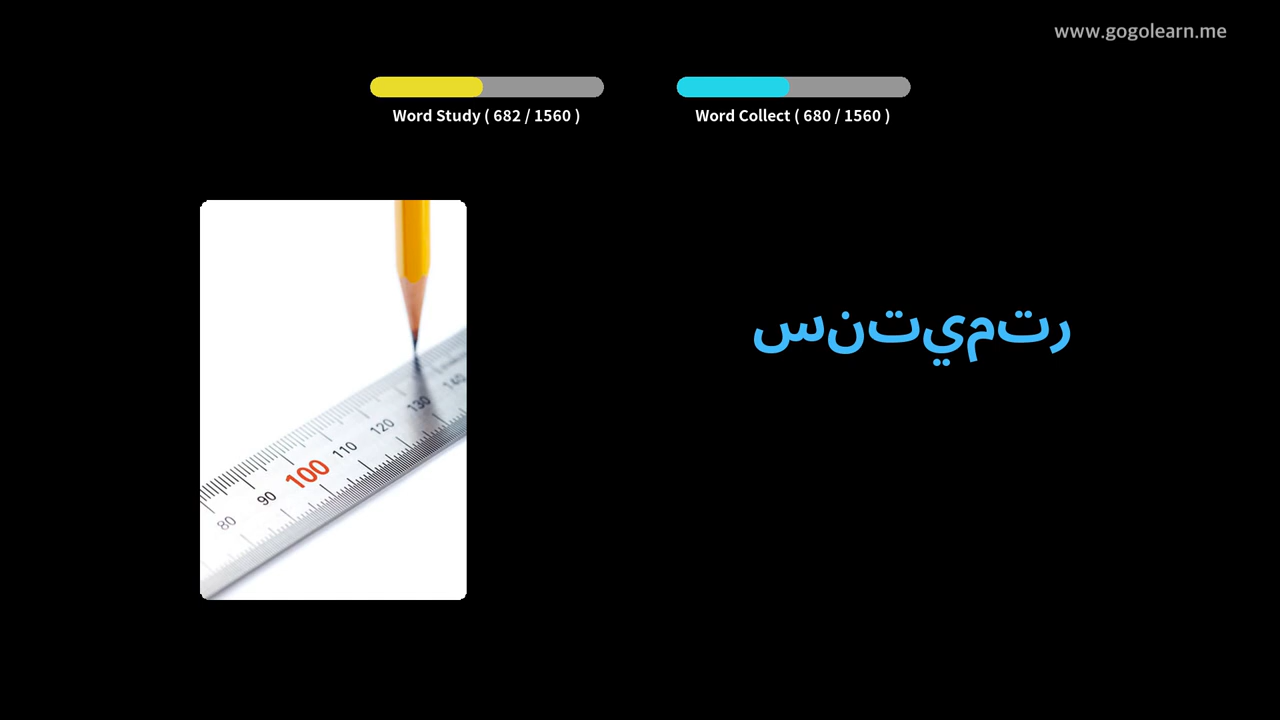 www.gogolearn.me
Word Study ( 682 / 1560 )
Word Collect ( 680 / 1560 )
سنتيمتر
80 90 100 110 120 130 140